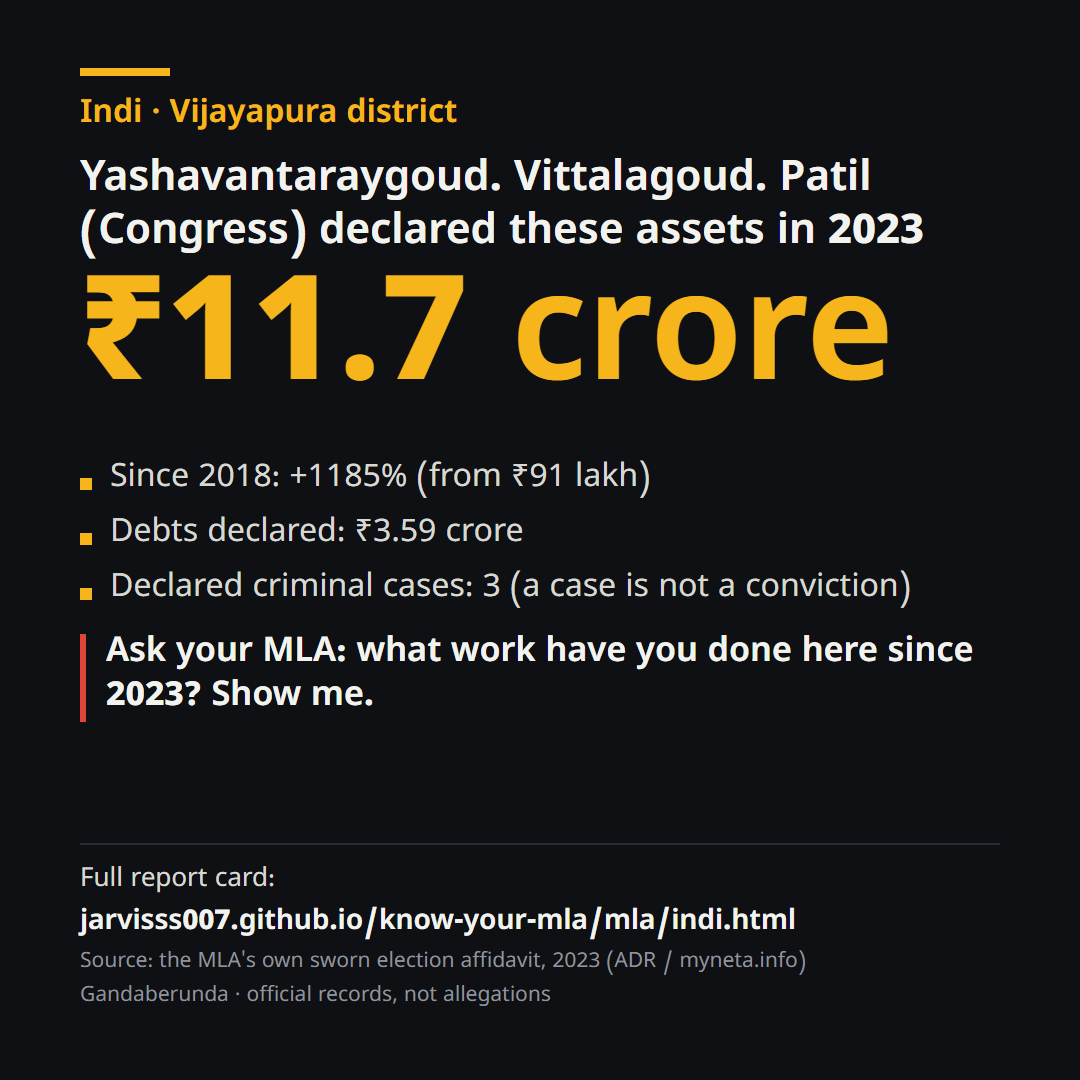 Indi · Vijayapura district
Yashavantaraygoud. Vittalagoud. Patil
(Congress) declared these assets in 2023
₹11.7 crore
Since 2018: +1185% (from ₹91 lakh)
Debts declared: ₹3.59 crore
Declared criminal cases: 3 (a case is not a conviction)
Ask your MLA: what work have you done here since
2023? Show me.
Full report card:
jarvisss007.github.io/know-your-mla/mla/indi.html
Source: the MLA's own sworn election affidavit, 2023 (ADR / myneta.info)
Gandaberunda · official records, not allegations